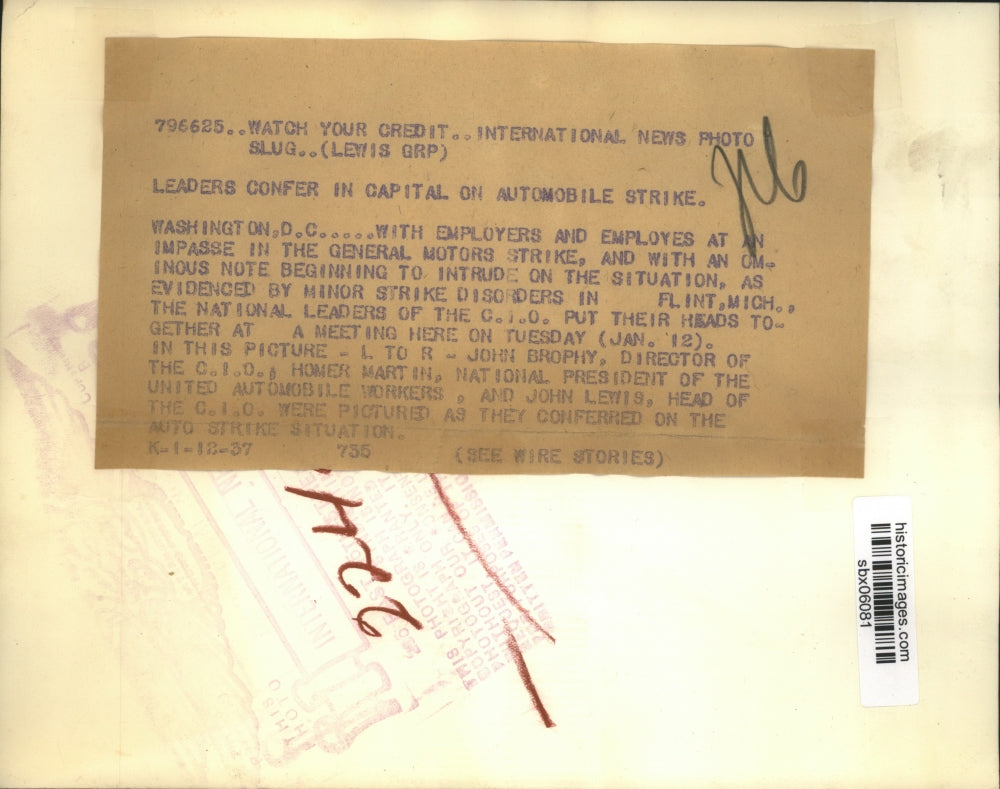 796625..WATCH YOUR CREDIT..INTERNATIONAL NEWS PHOTO
SLUG..(LEWIS GRP)
LEADERS CONFER IN CAPITAL ON AUTOMOBILE STRIKE.
WASHINGTON,D.C.....WITH EMPLOYERS AND EMPLOYES AT AN
IMPASSE IN THE GENERAL MOTORS STRIKE, AND WITH AN OM-
INOUS NOTE BEGINNING TO INTRUDE ON THE SITUATION, AS
EVIDENCED BY MINOR STRIKE DISORDERS IN FLINT,MICH.,
THE NATIONAL LEADERS OF THE C.I.O. PUT THEIR HEADS TO-
GETHER AT A MEETING HERE ON TUESDAY (JAN. 12).
IN THIS PICTURE - L TO R - JOHN BROPHY, DIRECTOR OF
THE C.I.O.; HOMER MARTIN, NATIONAL PRESIDENT OF THE
UNITED AUTOMOBILE WORKERS , AND JOHN LEWIS, HEAD OF
THE C.I.O. WERE PICTURED AS THEY CONFERRED ON THE
AUTO STRIKE SITUATION.
K-1-12-37 735 (SEE WIRE STORIES)
historicimages.com
sbx06081
INTERNATIONAL N
THIS